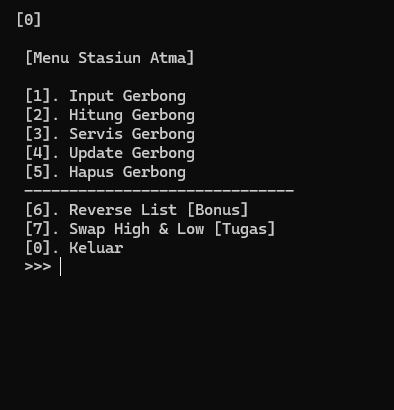 [0]
[Menu Stasiun Atma]
[1]. Input Gerbong
[2]. Hitung Gerbong
[3]. Servis Gerbong
[4]. Update Gerbong
[5]. Hapus Gerbong
------------------------------
[6]. Reverse List [Bonus]
[7]. Swap High & Low [Tugas]
[0]. Keluar
>>>